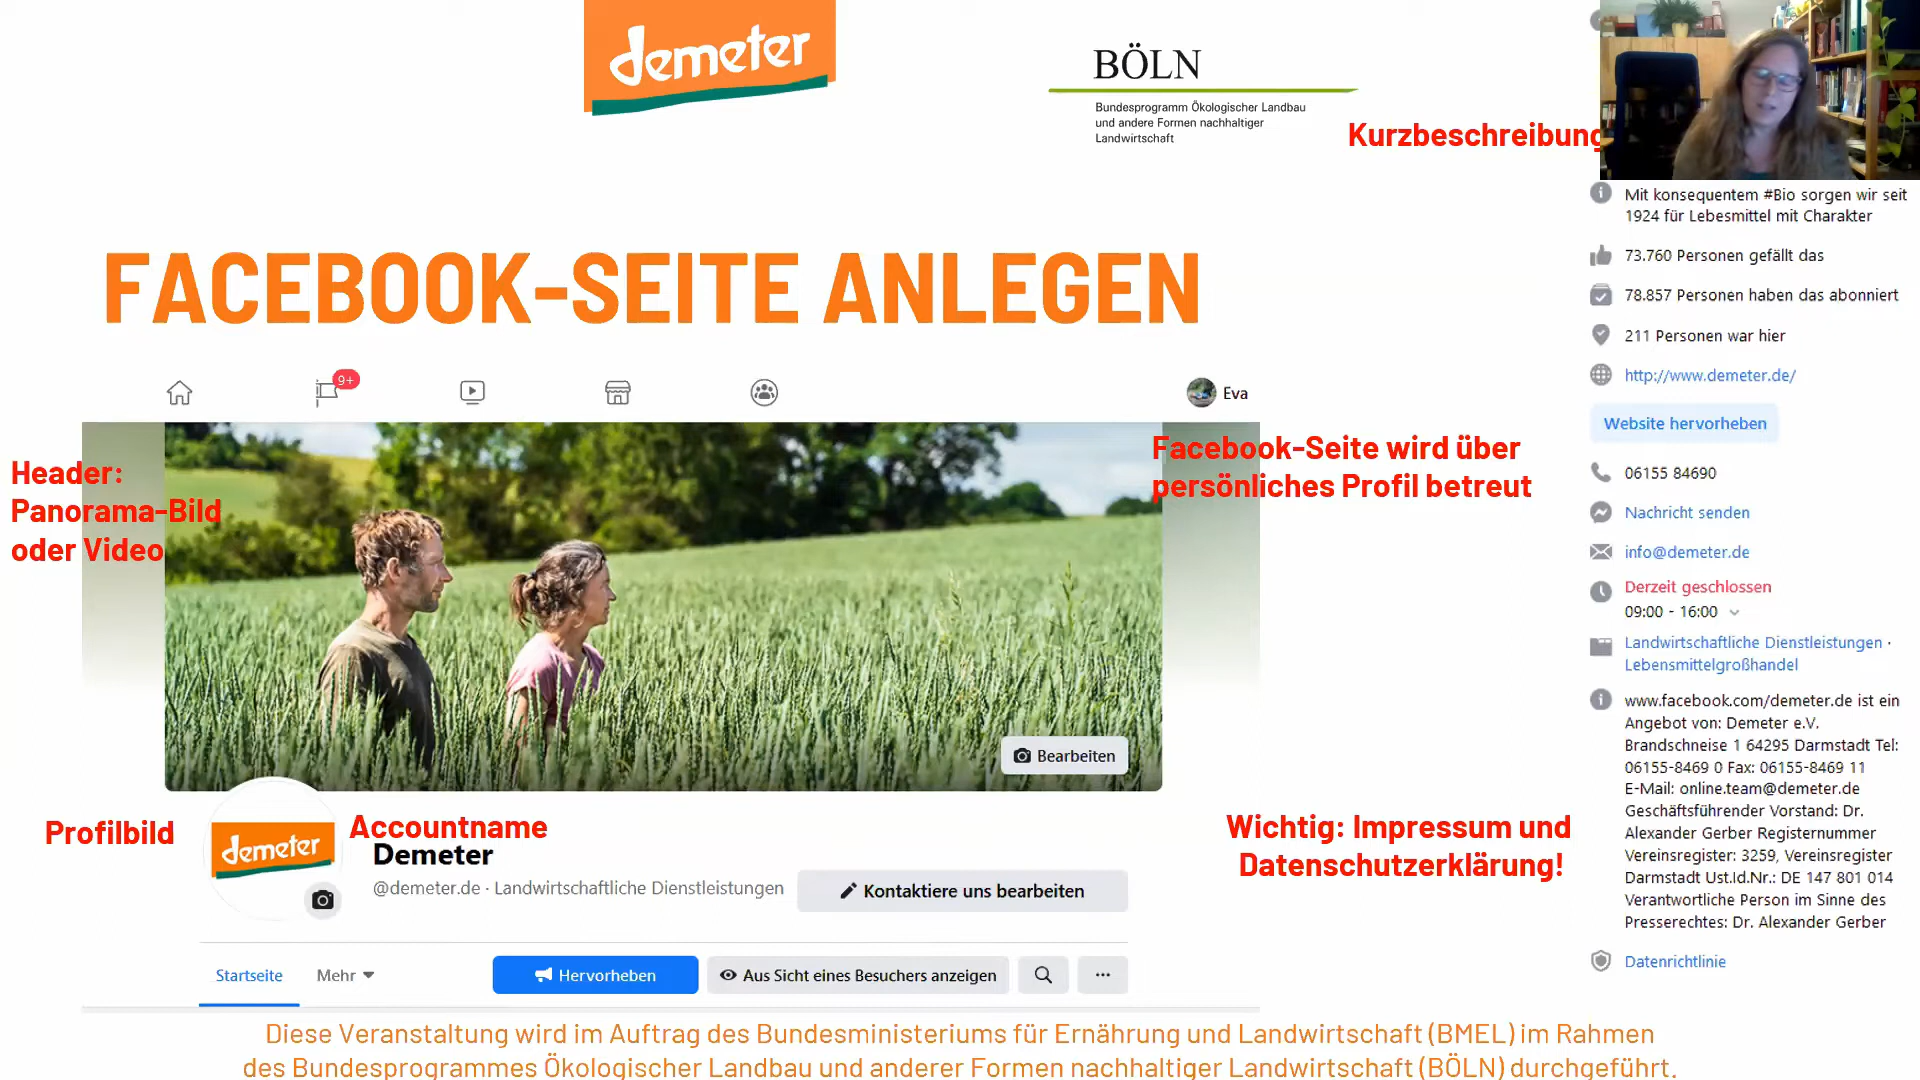 demeter
BÖLN
Bundesprogramm Ökologischer Landbau
und andere Formen nachhaltiger
Landwirtschaft
Kurzbeschreibung
FACEBOOK-SEITE ANLEGEN
9+
Eva
Header:
Panorama-Bild
oder Video
Facebook-Seite wird über
persönliches Profil betreut
Bearbeiten
Profilbild
demeter
Accountname
Demeter
@demeter.de · Landwirtschaftliche Dienstleistungen
Kontaktiere uns bearbeiten
Wichtig: Impressum und
Datenschutzerklärung!
Startseite
Mehr
Hervorheben
Aus Sicht eines Besuchers anzeigen
Mit konsequentem #Bio sorgen wir seit
1924 für Lebesmittel mit Charakter
73.760 Personen gefällt das
78.857 Personen haben das abonniert
211 Personen war hier
http://www.demeter.de/
Website hervorheben
06155 84690
Nachricht senden
info@demeter.de
Derzeit geschlossen
09:00 - 16:00
Landwirtschaftliche Dienstleistungen ·
Lebensmittelgroßhandel
www.facebook.com/demeter.de ist ein
Angebot von: Demeter e.V.
Brandschneise 1 64295 Darmstadt Tel:
06155-8469 0 Fax: 06155-8469 11
E-Mail: online.team@demeter.de
Geschäftsführender Vorstand: Dr.
Alexander Gerber Registernummer
Vereinsregister: 3259, Vereinsregister
Darmstadt Ust.Id.Nr.: DE 147 801 014
Verantwortliche Person im Sinne des
Presserechtes: Dr. Alexander Gerber
Datenrichtlinie
Diese Veranstaltung wird im Auftrag des Bundesministeriums für Ernährung und Landwirtschaft (BMEL) im Rahmen
des Bundesprogrammes Ökologischer Landbau und anderer Formen nachhaltiger Landwirtschaft (BÖLN) durchgeführt.